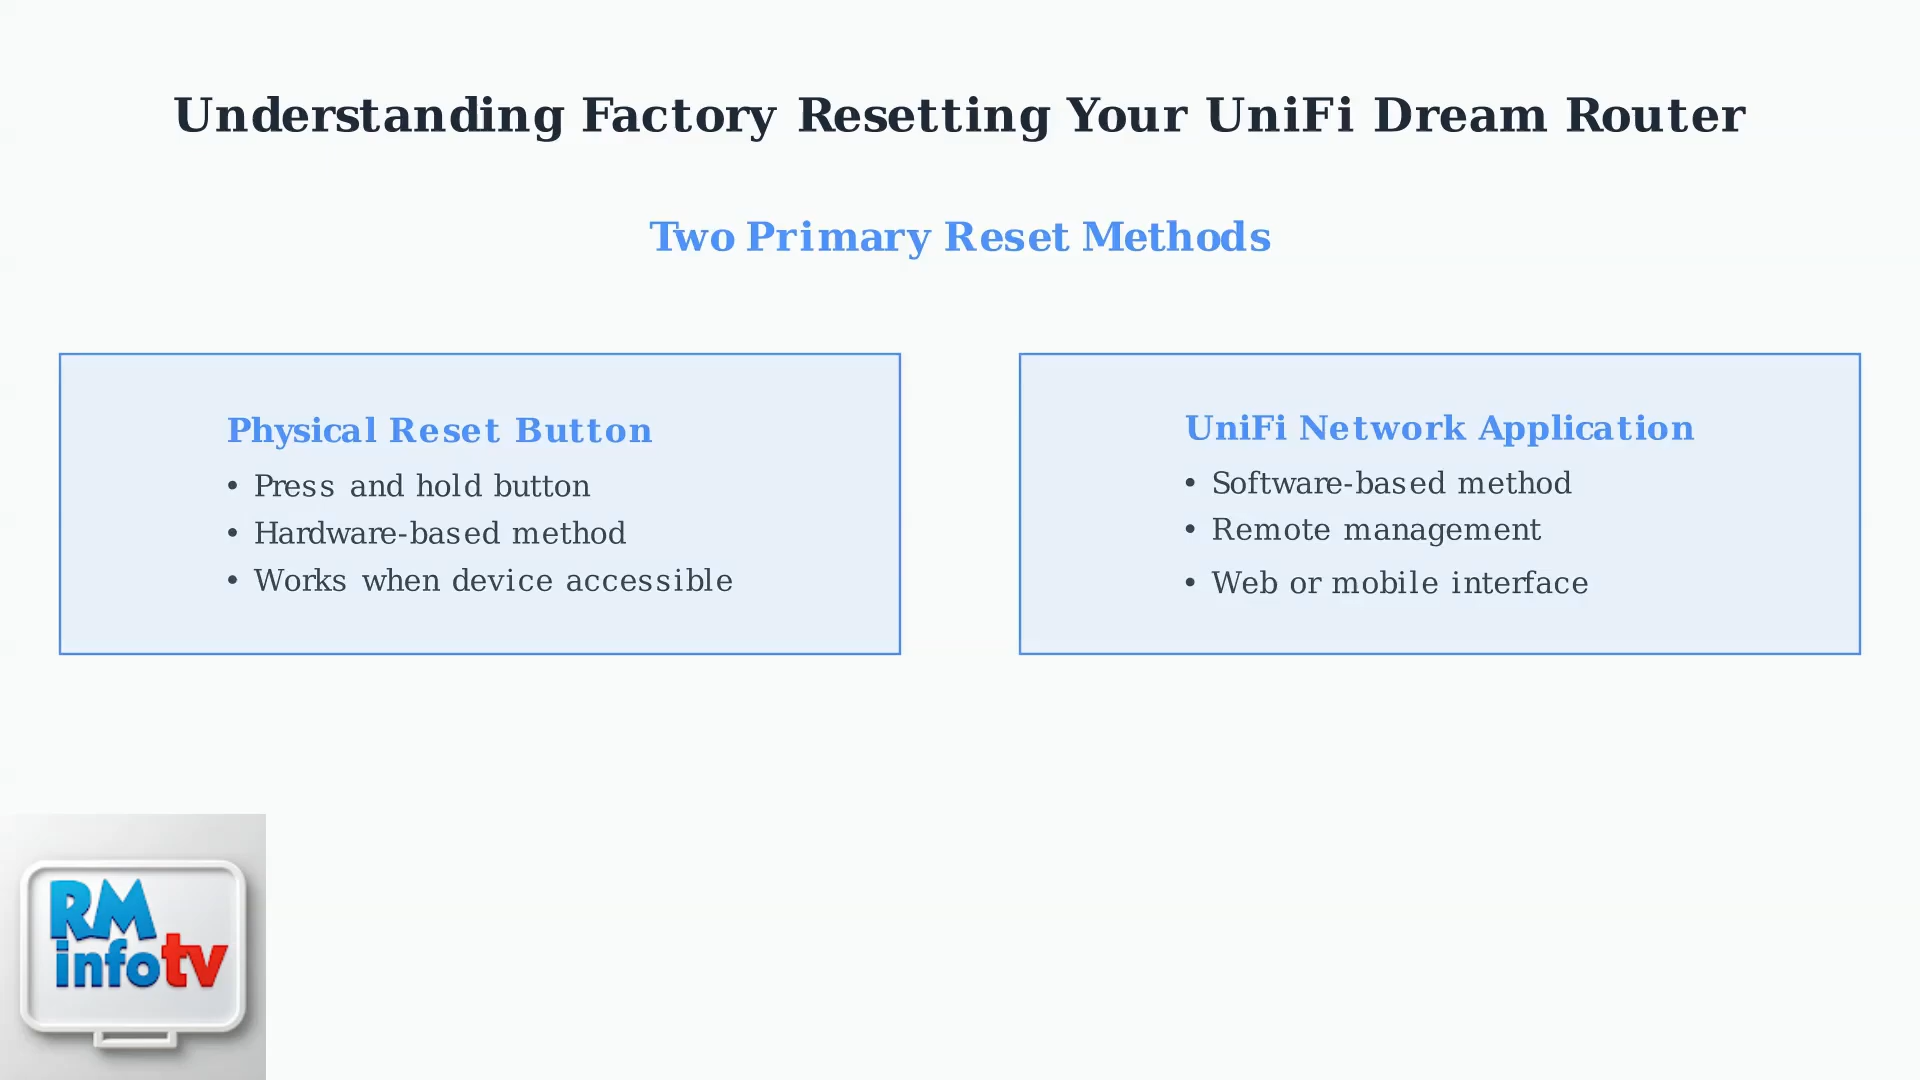 Understanding Factory Resetting Your UniFi Dream Router
Two Primary Reset Methods
Physical Reset Button
• Press and hold button
• Hardware-based method
• Works when device accessible
UniFi Network Application
• Software-based method
• Remote management
• Web or mobile interface
RM
infotv